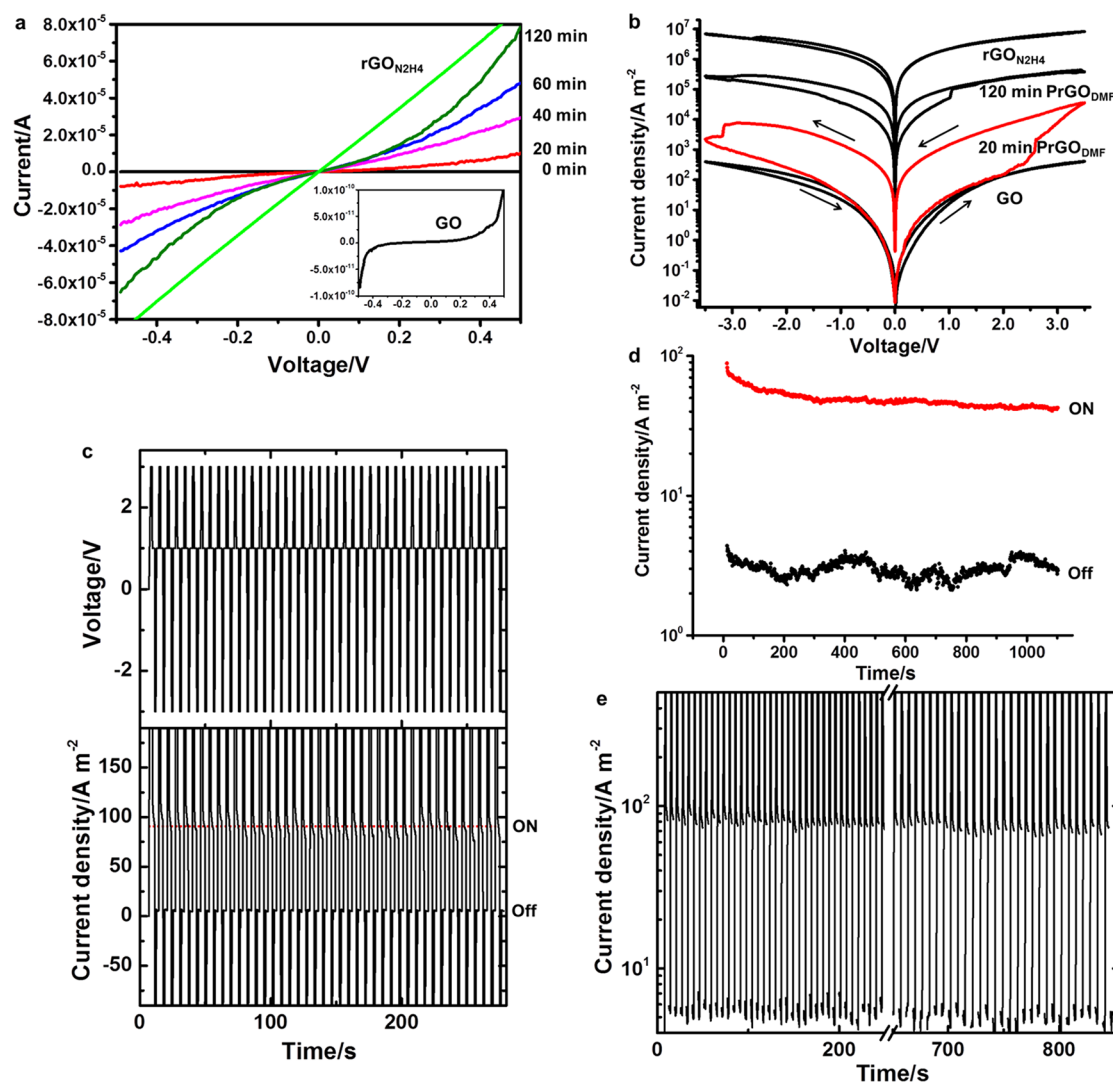 a
8.0x10⁻⁵
6.0x10⁻⁵
4.0x10⁻⁵
2.0x10⁻⁵
0.0
-2.0x10⁻⁵
-4.0x10⁻⁵
-6.0x10⁻⁵
-8.0x10⁻⁵
Current/A
rGO_N2H4
120 min
60 min
40 min
20 min
0 min
1.0x10⁻¹⁰
5.0x10⁻¹¹
0.0
-5.0x10⁻¹¹
-1.0x10⁻¹⁰
GO
-0.4 -0.2 0.0 0.2 0.4
-0.4 -0.2 0.0 0.2 0.4
Voltage/V
b
10⁷
10⁶
10⁵
10⁴
10³
10²
10¹
10⁰
10⁻¹
10⁻²
Current density/A m⁻²
rGO_N2H4
120 min PrGO_DMF
20 min PrGO_DMF
GO
-3.0 -2.0 -1.0 0.0 1.0 2.0 3.0
Voltage/V
c
2
0
-2
Voltage/V
150
100
50
0
-50
Current density/A m⁻²
ON
Off
0 100 200
Time/s
d
10²
10¹
10⁰
Current density/A m⁻²
ON
Off
0 200 400 600 800 1000
Time/s
e
10²
10¹
Current density/A m⁻²
0 200 700 800
Time/s